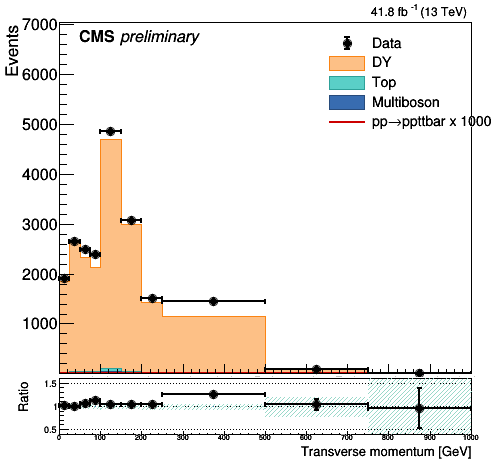 41.8 fb⁻¹ (13 TeV)
CMS preliminary
Events
7000
6000
5000
4000
3000
2000
1000
Data
DY
Top
Multiboson
pp→ppttbar x 1000
Ratio
1.5
1
0.5
0 100 200 300 400 500 600 700 800 900 1000
Transverse momentum [GeV]